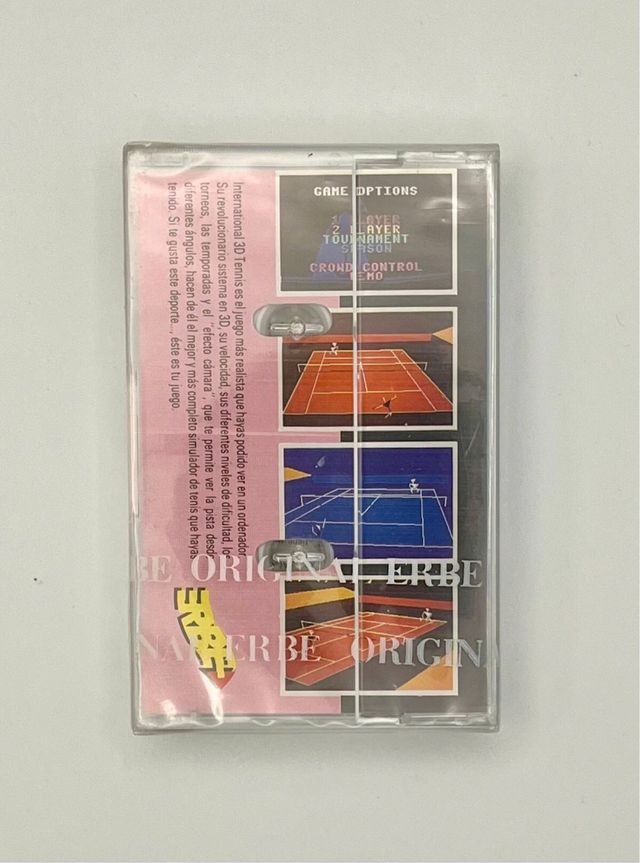 International 3D Tennis es el juego más realista que hayas podido ver en un ordenador
Su revolucionario sistema en 3D, su velocidad, sus diferentes niveles de dificultad, lo
torneos, las temporadas y el "efecto cámara", que te permite ver la pista desd
diferentes ángulos, hacen de él el mejor y más completo simulador de tenis que hayas
tenido. Si te gusta este deporte..., éste es tu juego.
GAME OPTIONS
1 PLAYER
2 PLAYER
TOURNAMENT
SEASON
CROWD CONTROL
DEMO
BE ORIGINAL ERBE
NAL ERBE ORIGINA
ERBE